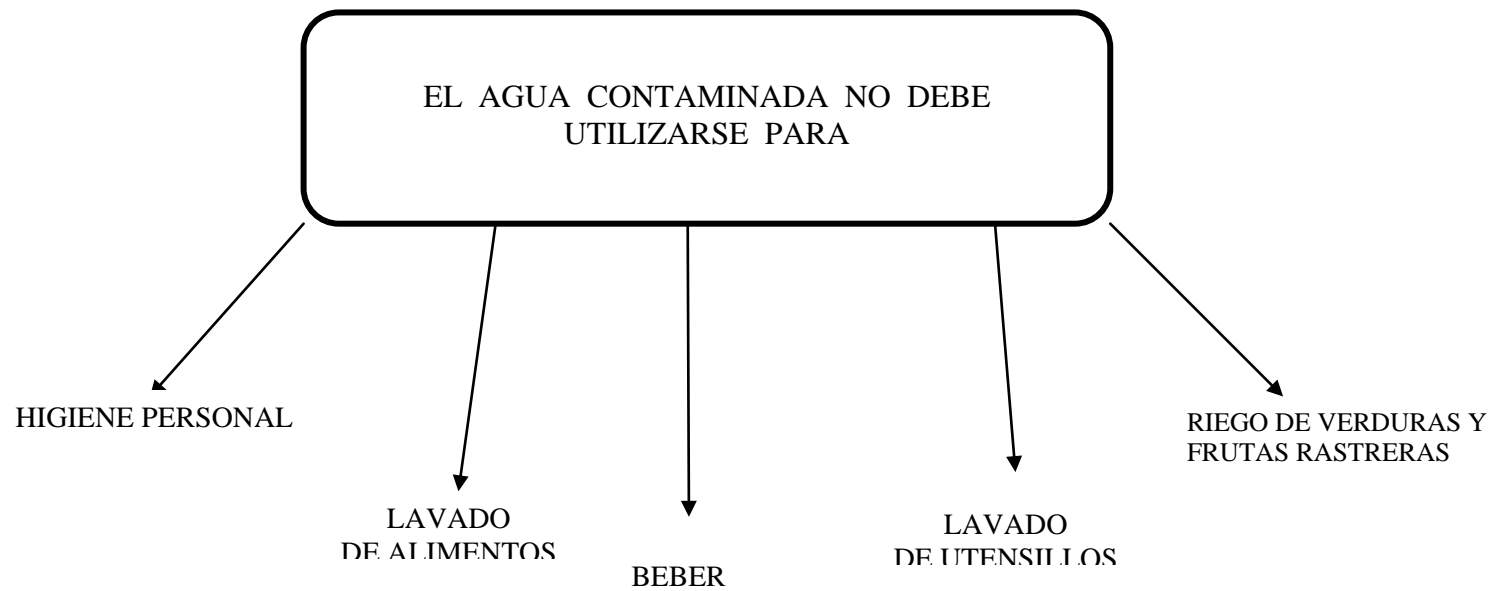 EL AGUA CONTAMINADA NO DEBE
UTILIZARSE PARA
HIGIENE PERSONAL
LAVADO
DE ALIMENTOS
BEBER
LAVADO
DE UTENSILLOS
RIEGO DE VERDURAS Y
FRUTAS RASTRERAS